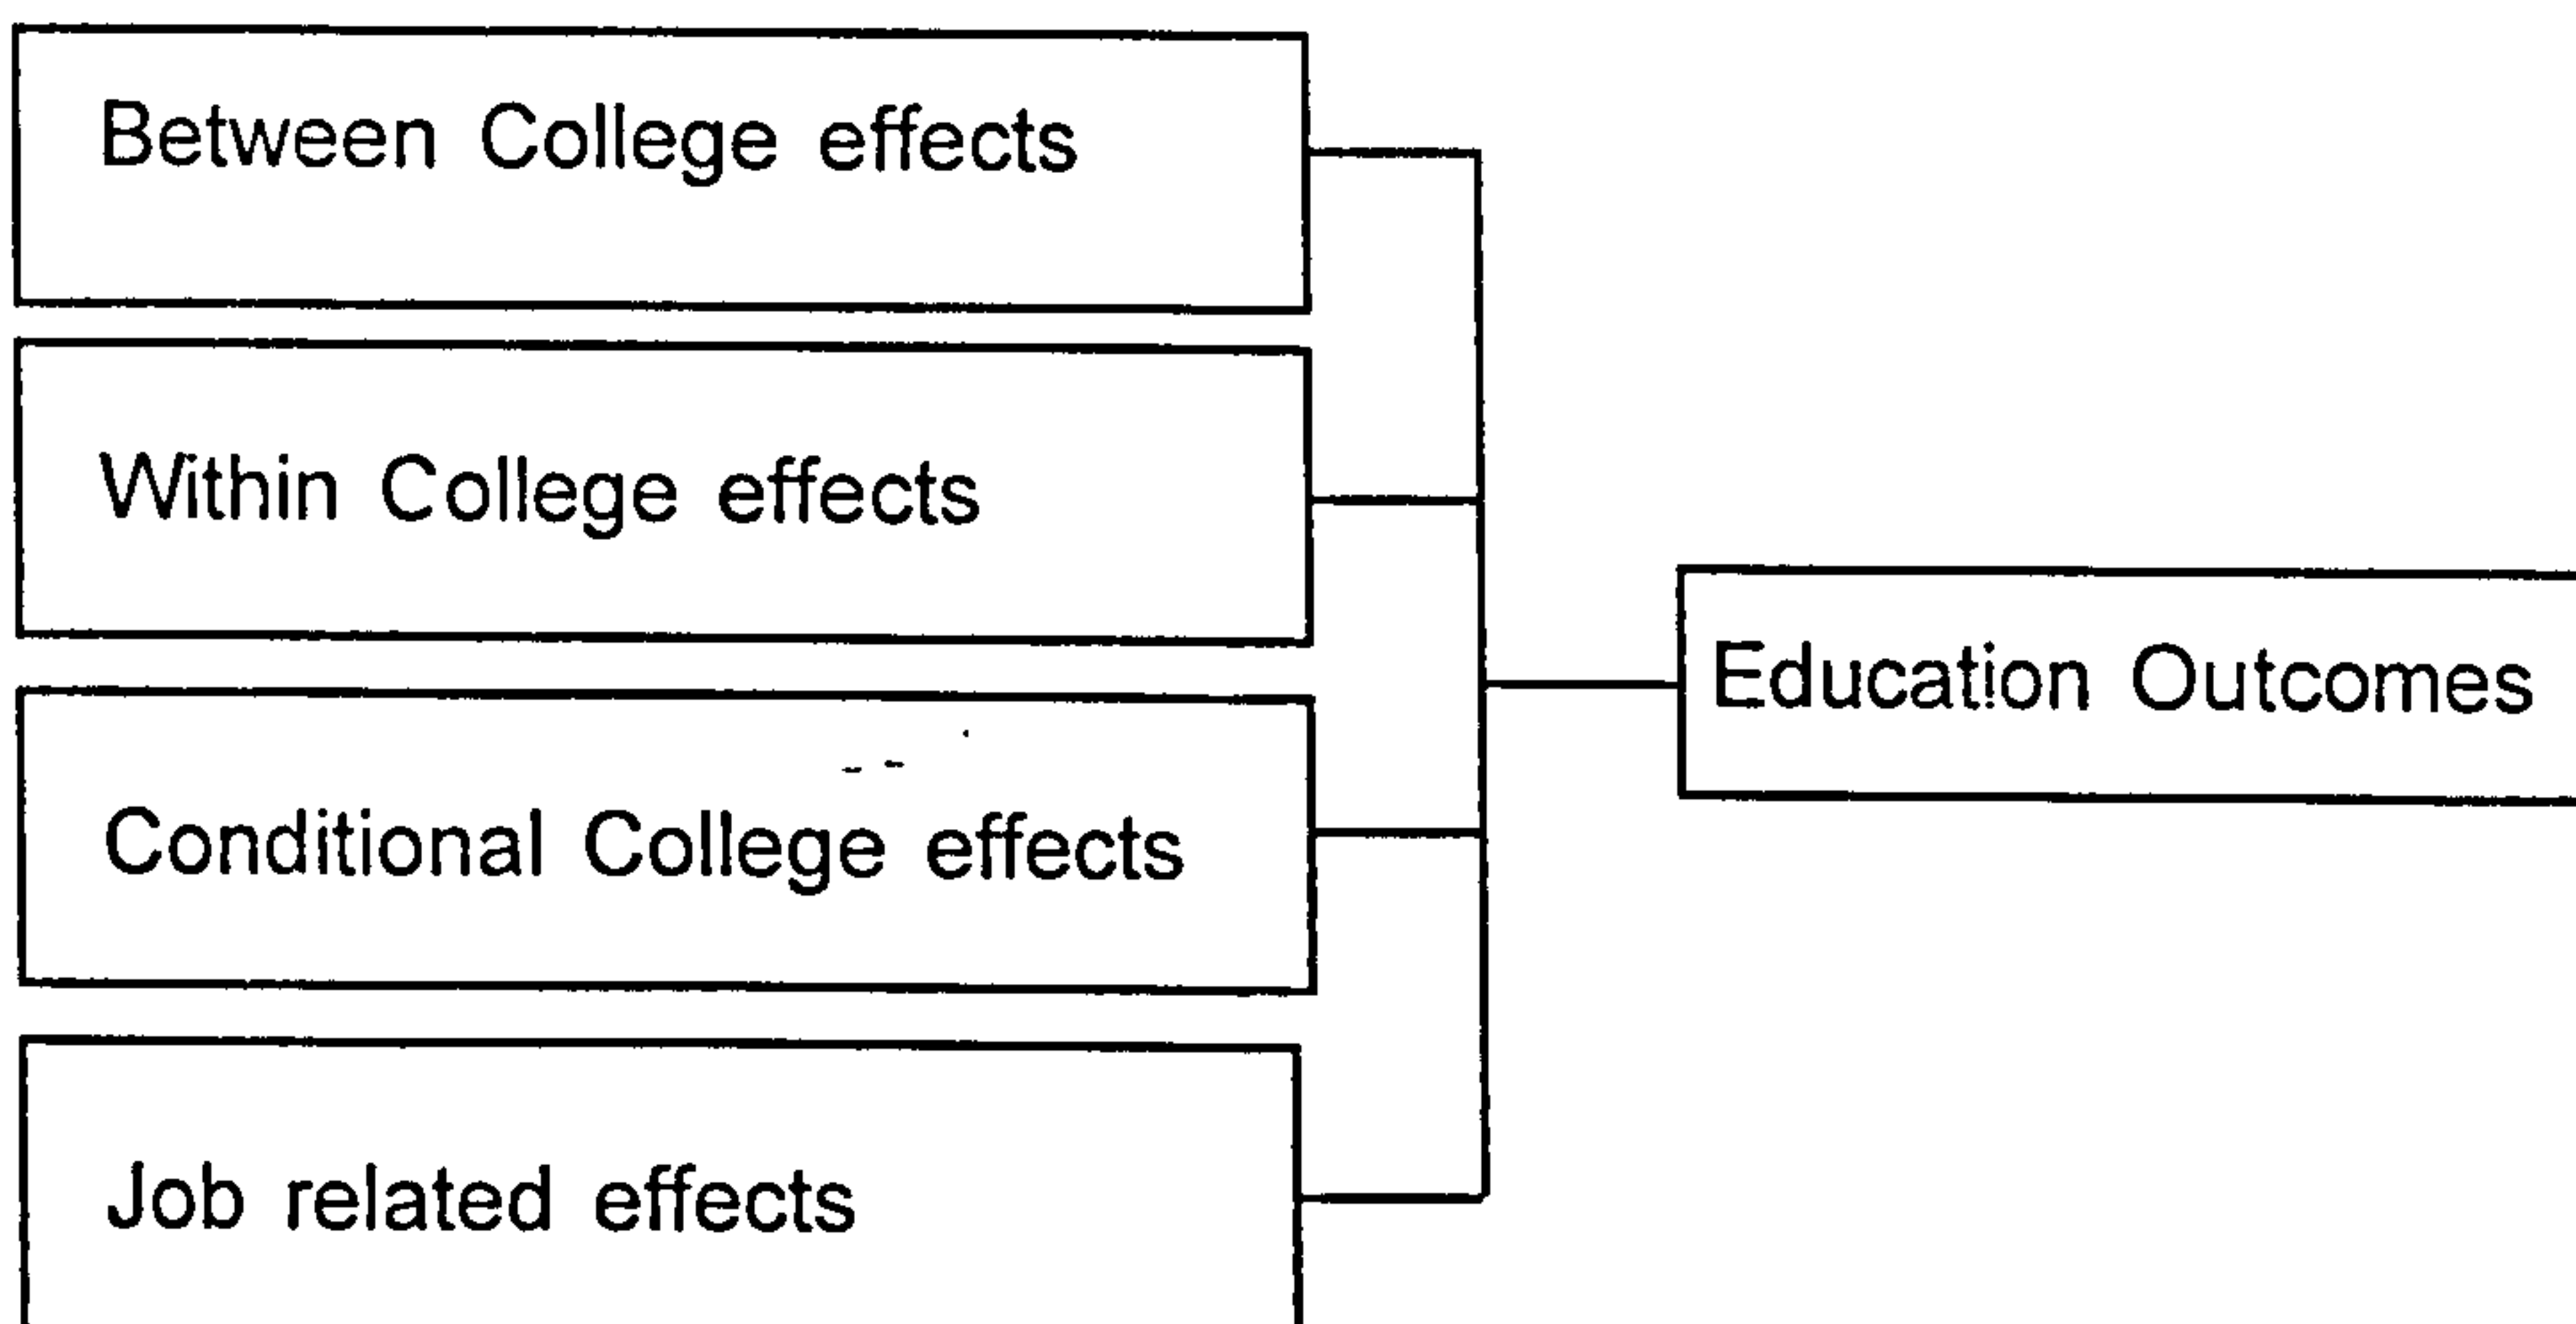 Between College effects
Within College effects
Education Outcomes
Conditional College effects
Job related effects